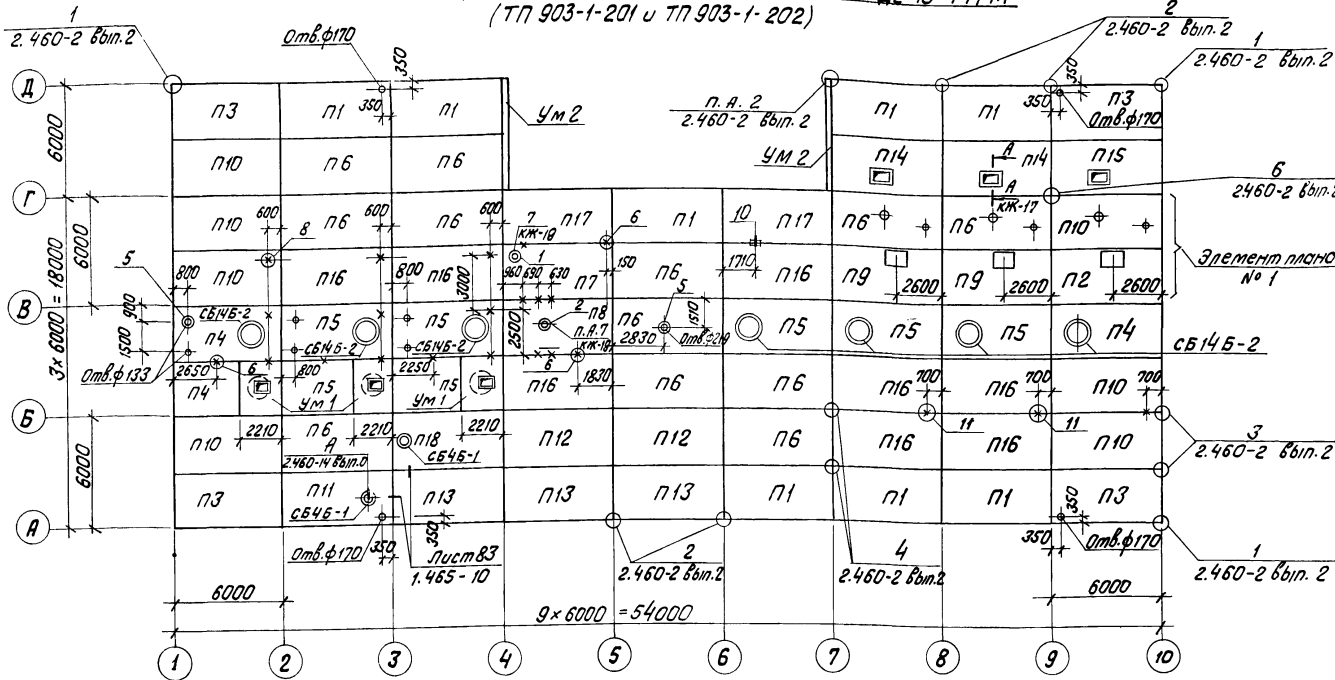 (ТП 903-1-201 и ТП 903-1-202)
1
2.460-2 вып.2
Отв.ф170
350
350
2
2.460-2 вып.2
1
2.460-2 вып.2
Д
П3
П1
П1
Ум 2
П.А. 2
2.460-2 вып.2
П1
П1
350
350
П3
Отв.ф170
6000
П10
П6
П6
УМ 2
П14
А
П14
П15
А
КЖ-17
6
2.460-2 вып.2
Г
600
600
600
П10
П6
П6
8
7
КЖ-19
1
П17
6
П1
10
П17
П6
П6
П10
6000
3×6000 = 18000
5
800
П10
П16
800
П16
3000
960
690
630
150
П7
П6
1710
П16
П9
2600
П9
2600
П2
2600
Элемент плана
№ 1
В
900
1500
СБ14Б-2
П4
П5
СБ14Б-2
П5
СБ14Б-2
2500
2
П8
П.А.7
КЖ-19
П6
5
1510
2830
Отв.ф219
П5
П5
П5
П4
СБ14Б-2
Отв.ф133
2650
6
800
2250
6
1830
П4
П5
Ум 1
П5
Ум 1
П16
П6
П6
П16
700
П16
700
П10
700
Б
6000
П10
2210
П6
2210
2210
А
2.460-14 вып.0
П18
СБ4Б-1
П12
П12
П6
П16
11
П16
11
П10
3
2.460-2 вып.2
П3
П11
СБ4Б-1
П13
350
П13
П13
П1
П1
П1
П3
350
А
Отв.ф170
350
Лист 83
1.465-10
2
2.460-2 вып.2
4
2.460-2 вып.2
350
Отв.ф170
1
2.460-2 вып.2
6000
6000
9×6000 = 54000
1
2
3
4
5
6
7
8
9
10